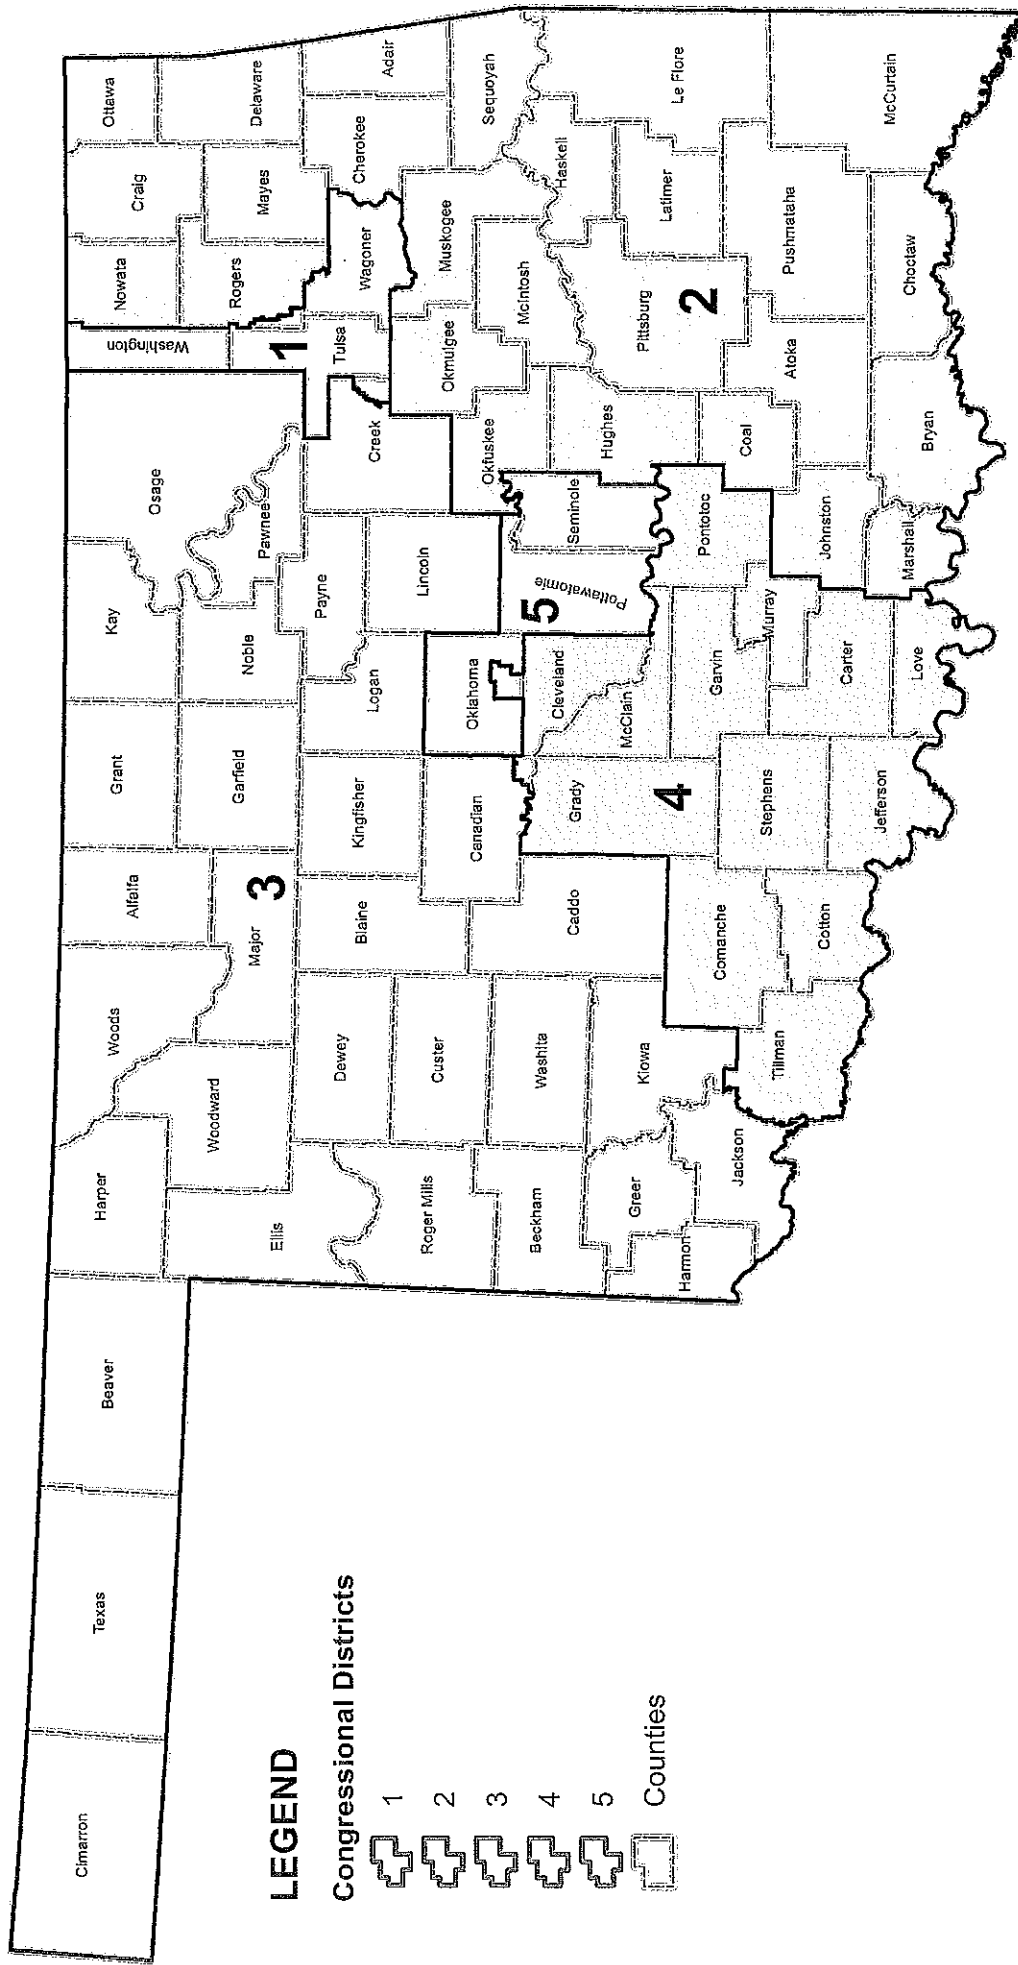 Cimarron
Texas
Beaver
Harper
Woods
Alfalfa
Grant
Kay
Osage
Washington
Nowata
Craig
Ottawa
Ellis
Woodward
Major
Garfield
Noble
Pawnee
Rogers
Mayes
Delaware
3
1
Roger Mills
Dewey
Blaine
Kingfisher
Logan
Payne
Creek
Tulsa
Wagoner
Cherokee
Adair
Custer
Canadian
Oklahoma
Lincoln
Okfuskee
Okmulgee
Muskogee
Sequoyah
Beckham
Washita
Caddo
Grady
Cleveland
5
Pottawatomie
Seminole
Hughes
McIntosh
Haskell
Greer
Kiowa
McClain
Pittsburg
Latimer
Le Flore
Harmon
Jackson
Comanche
4
Garvin
Pontotoc
Coal
2
Tillman
Cotton
Stephens
Murray
Johnston
Atoka
Pushmataha
McCurtain
Jefferson
Carter
Love
Marshall
Bryan
Choctaw
LEGEND
Congressional Districts
1
2
3
4
5
Counties